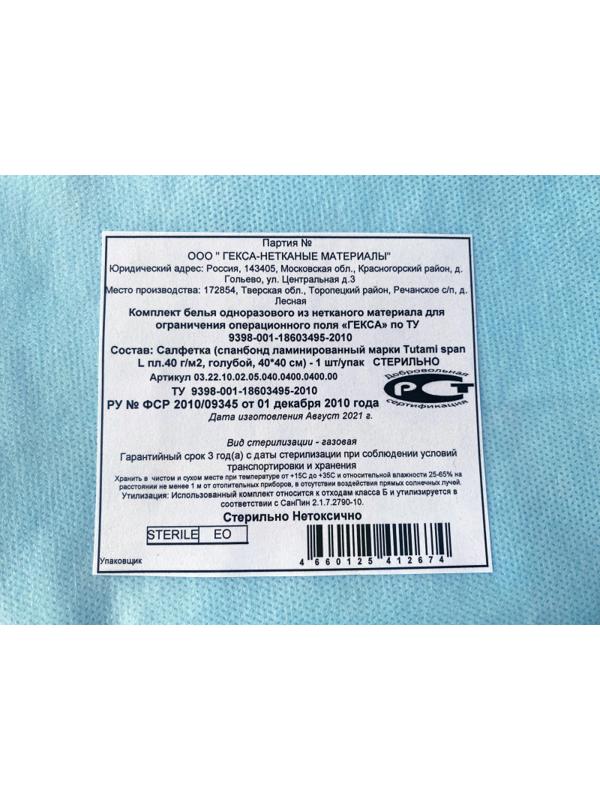 Партия №
ООО " ГЕКСА-НЕТКАНЫЕ МАТЕРИАЛЫ"
Юридический адрес: Россия, 143405, Московская обл., Красногорский район, д.
Гольево, ул. Центральная д.3
Место производства: 172854, Тверская обл., Торопецкий район, Речанское с/п, д.
Лесная
Комплект белья одноразового из нетканого материала для
ограничения операционного поля «ГЕКСА» по ТУ
9398-001-18603495-2010
Состав: Салфетка (спанбонд ламинированный марки Tutami span
L пл.40 г/м2, голубой, 40*40 см) - 1 шт/упак СТЕРИЛЬНО
Артикул 03.22.10.02.05.040.0400.0400.00
ТУ 9398-001-18603495-2010
РУ № ФСР 2010/09345 от 01 декабря 2010 года
Добровольная
РСТ
сертификация
Дата изготовления Август 2021 г.
Вид стерилизации - газовая
Гарантийный срок 3 год(а) с даты стерилизации при соблюдении условий
транспортировки и хранения
Хранить в чистом и сухом месте при температуре от +15С до +35С и относительной влажности 25-65% на
расстоянии не менее 1 м от отопительных приборов, в отсутствии воздействия прямых солнечных лучей.
Утилизация: Использованный комплект относится к отходам класса Б и утилизируется в
соответствии с СанПин 2.1.7.2790-10.
Стерильно Нетоксично
STERILE EO
4 660125 412674
Упаковщик